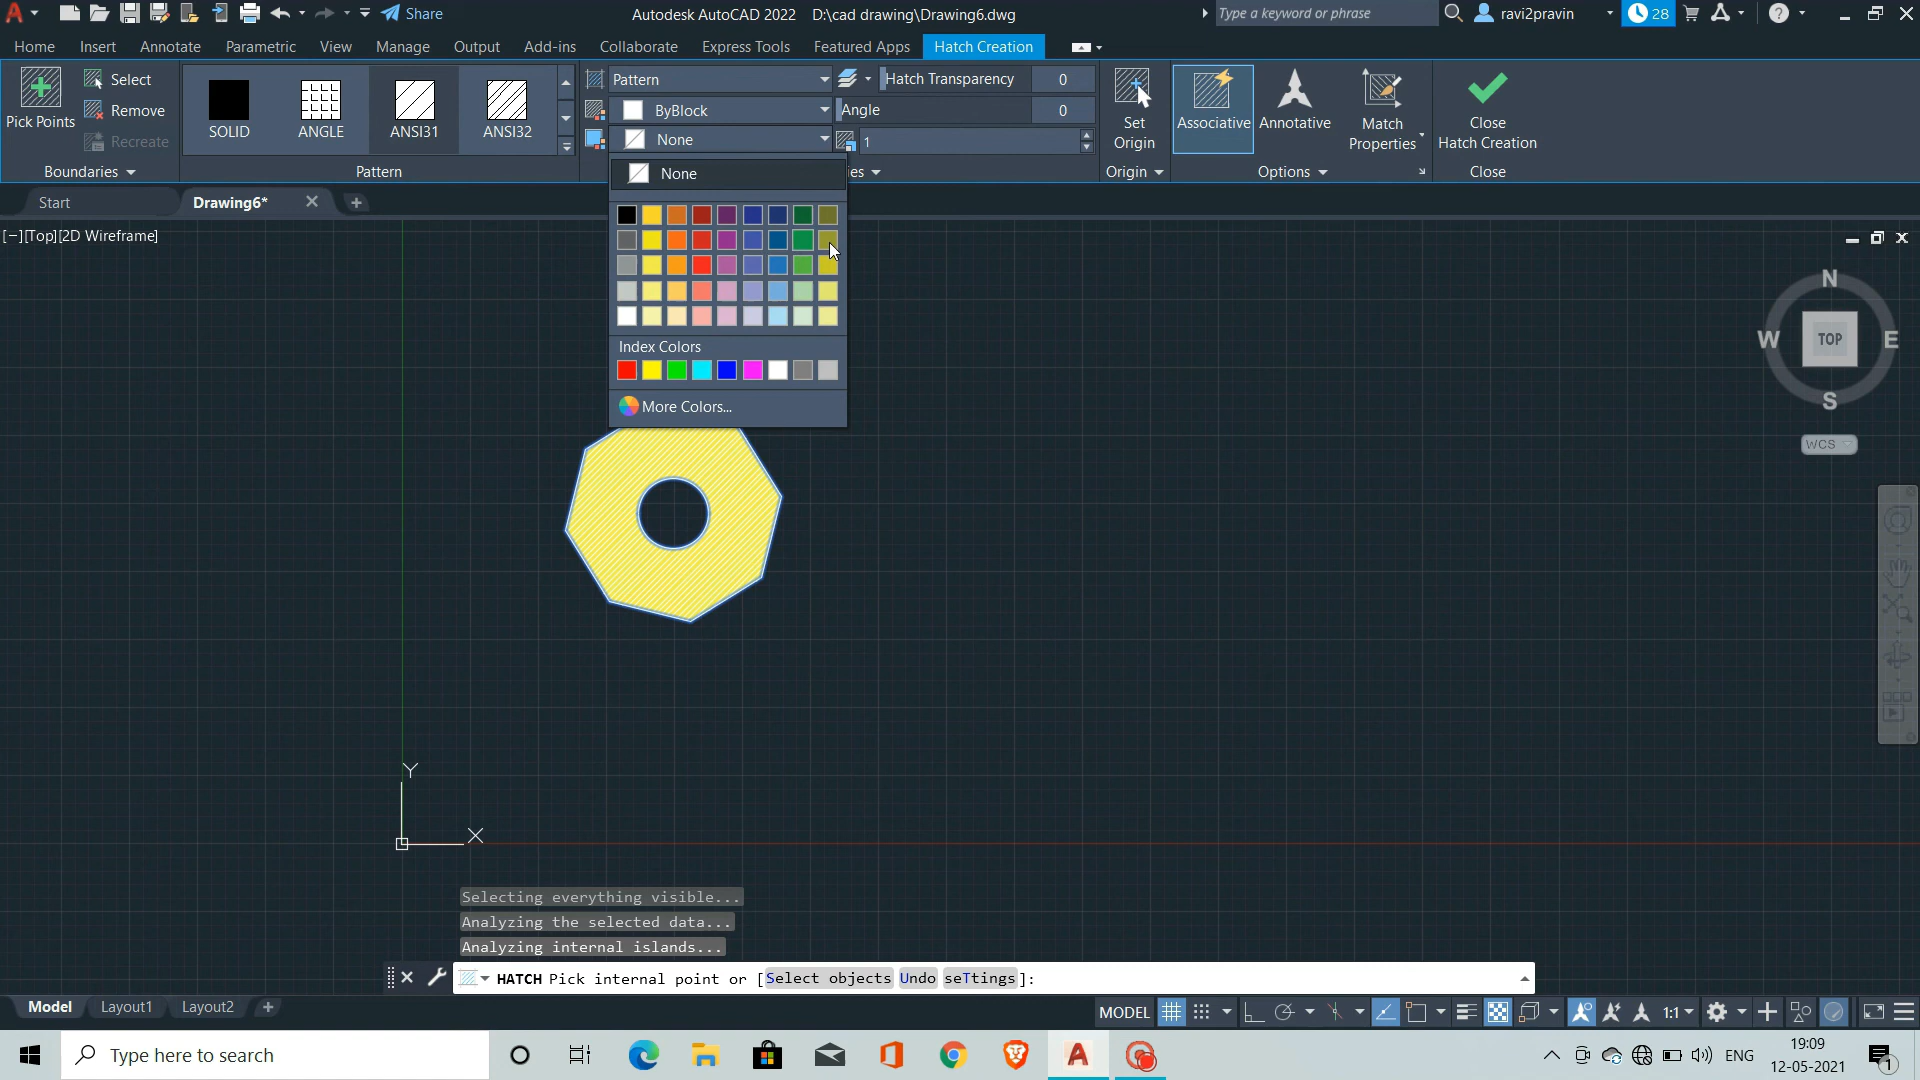 Share
Autodesk AutoCAD 2022 D:\cad drawing\Drawing6.dwg
Type a keyword or phrase
ravi2pravin
28
Home Insert Annotate Parametric View Manage Output Add-ins Collaborate Express Tools Featured Apps Hatch Creation
Pick Points
Select
Remove
Recreate
Boundaries
SOLID
ANGLE
ANSI31
ANSI32
Pattern
Pattern
ByBlock
None
Hatch Transparency 0
Angle 0
1
ies
Set
Origin
Origin
Associative
Annotative
Match
Properties
Options
Close
Hatch Creation
Close
None
Index Colors
More Colors...
Start
Drawing6*
[−][Top][2D Wireframe]
N
W
TOP
E
S
WCS
Y
X
Selecting everything visible...
Analyzing the selected data...
Analyzing internal islands...
HATCH Pick internal point or [Select objects Undo seTtings]:
Model Layout1 Layout2
MODEL
1:1
Type here to search
ENG
19:09
12-05-2021
1